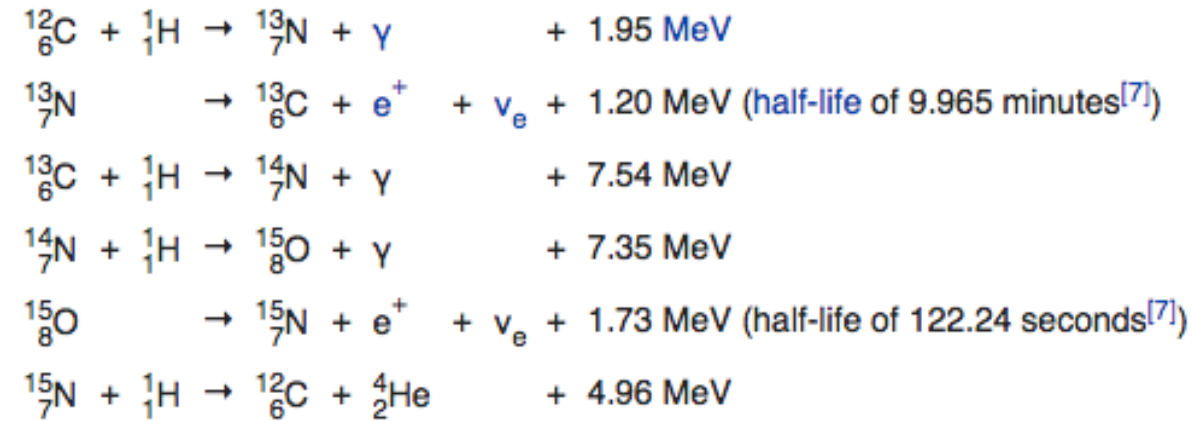 ¹²₆C + ¹₁H → ¹³₇N + γ + 1.95 MeV
¹³₇N → ¹³₆C + e⁺ + νₑ + 1.20 MeV (half-life of 9.965 minutes[7])
¹³₆C + ¹₁H → ¹⁴₇N + γ + 7.54 MeV
¹⁴₇N + ¹₁H → ¹⁵₈O + γ + 7.35 MeV
¹⁵₈O → ¹⁵₇N + e⁺ + νₑ + 1.73 MeV (half-life of 122.24 seconds[7])
¹⁵₇N + ¹₁H → ¹²₆C + ⁴₂He + 4.96 MeV